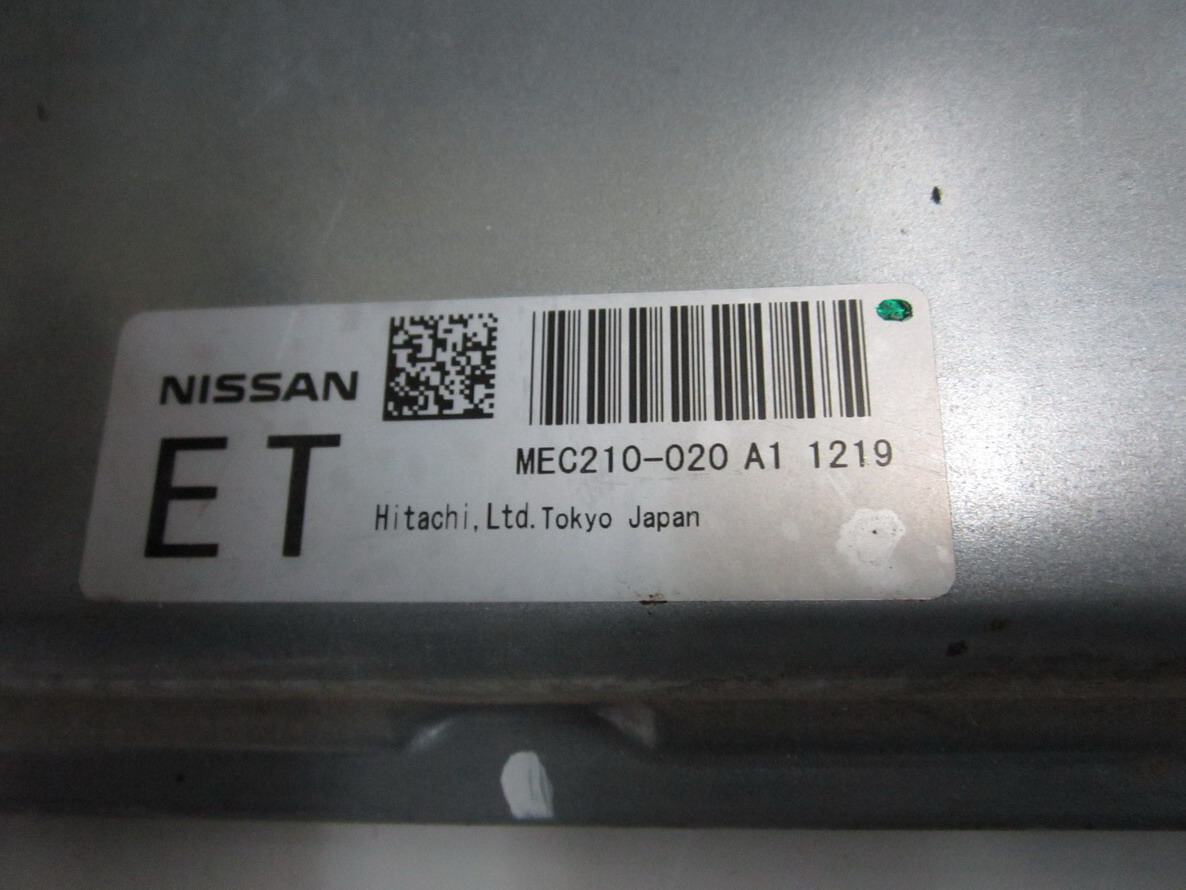 NISSAN
ET
MEC210-020 A1 1219
Hitachi,Ltd.Tokyo Japan